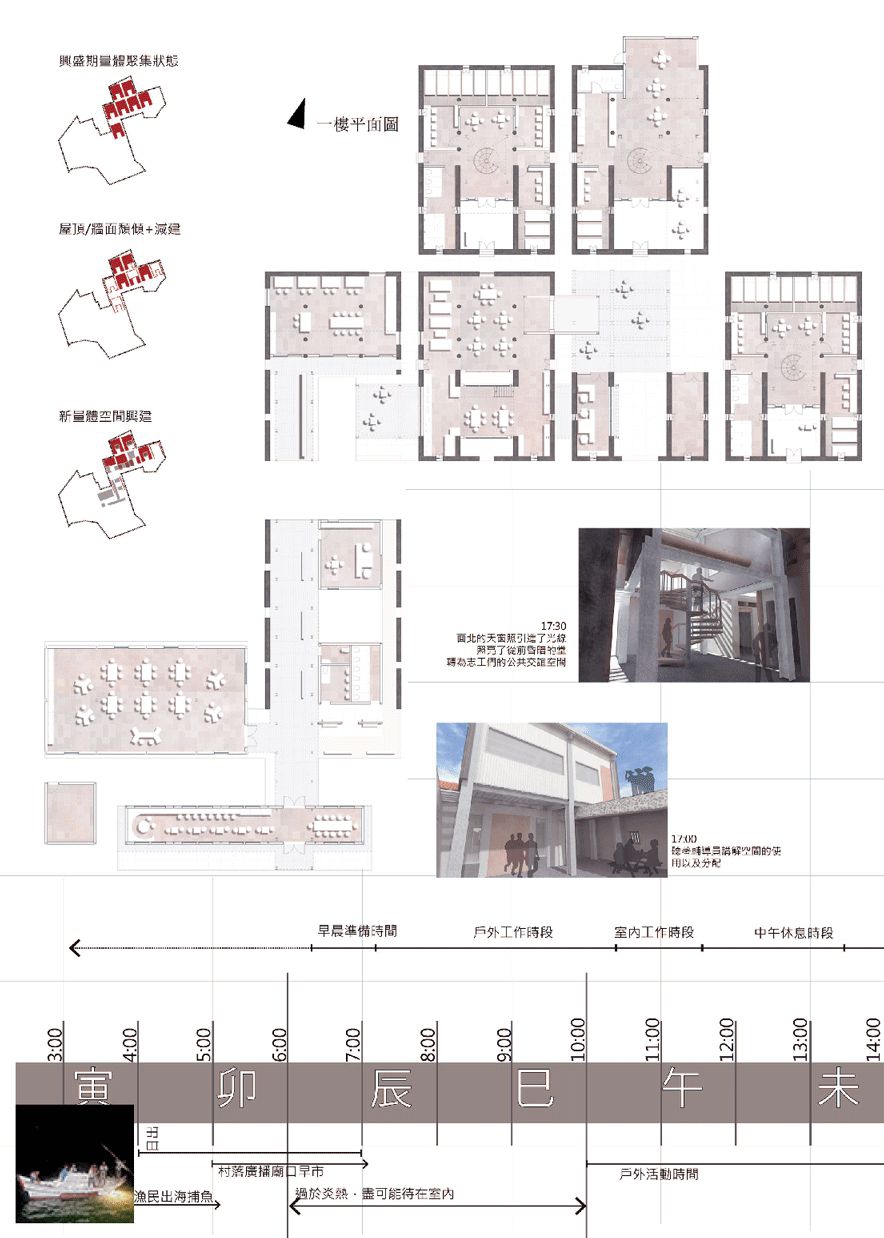 興盛期量體聚集狀態
一樓平面圖
屋頂/牆面頹傾+減建
新量體空間興建
17:30
面北的天窗照引進了光線
照亮了從前昏暗的堂
轉為志工們的公共交誼空間
17:00
聽著輔導員講解空間的使
用以及分配
早晨準備時間
戶外工作時段
室內工作時段
中午休息時段
3:00
4:00
5:00
6:00
7:00
8:00
9:00
10:00
11:00
12:00
13:00
14:00
寅
卯
辰
巳
午
未
日出
村落廣播廟口早市
戶外活動時間
漁民出海捕魚
過於炎熱，盡可能待在室內